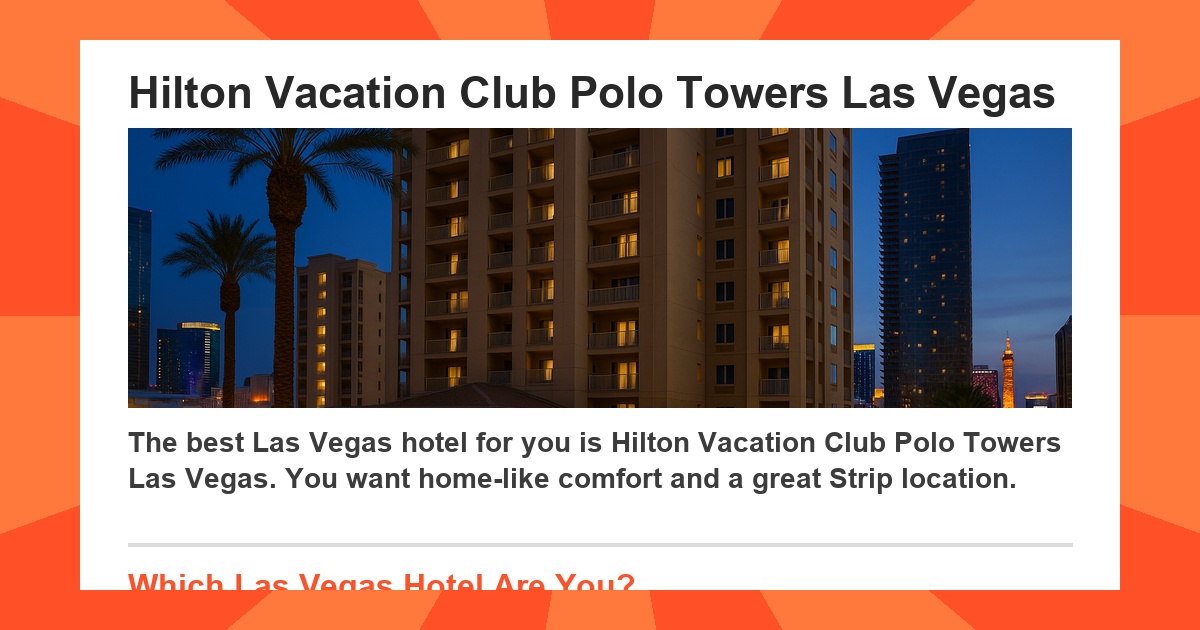 Hilton Vacation Club Polo Towers Las Vegas
The best Las Vegas hotel for you is Hilton Vacation Club Polo Towers
Las Vegas. You want home-like comfort and a great Strip location.
Which Las Vegas Hotel Are You?